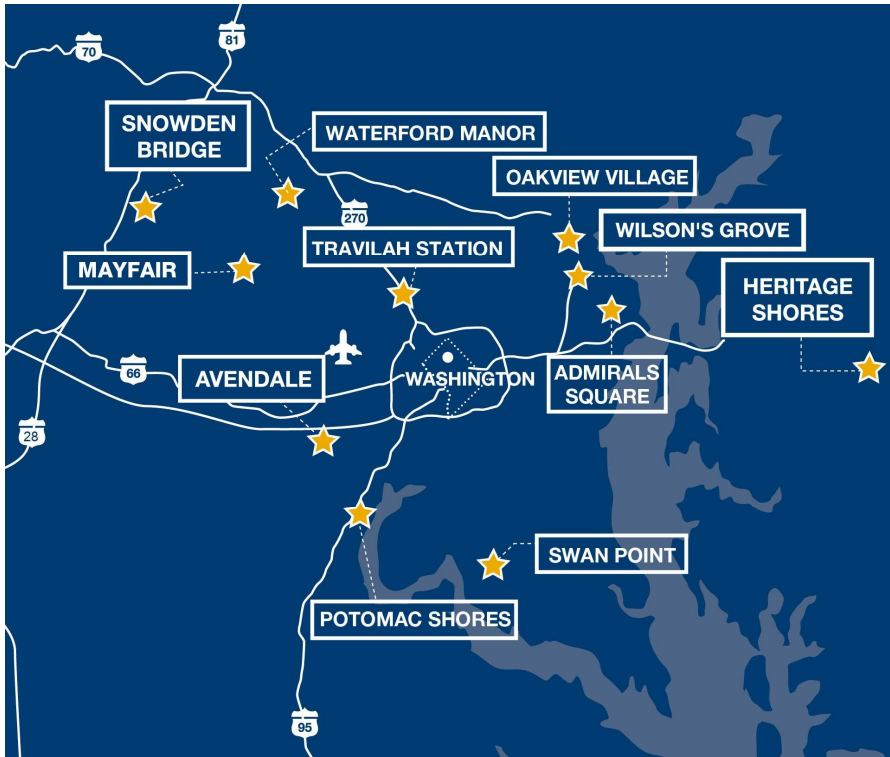 81
70
SNOWDEN
BRIDGE
WATERFORD MANOR
OAKVIEW VILLAGE
270
WILSON'S GROVE
TRAVILAH STATION
MAYFAIR
HERITAGE
SHORES
66
AVENDALE
WASHINGTON
ADMIRALS
SQUARE
28
SWAN POINT
POTOMAC SHORES
95